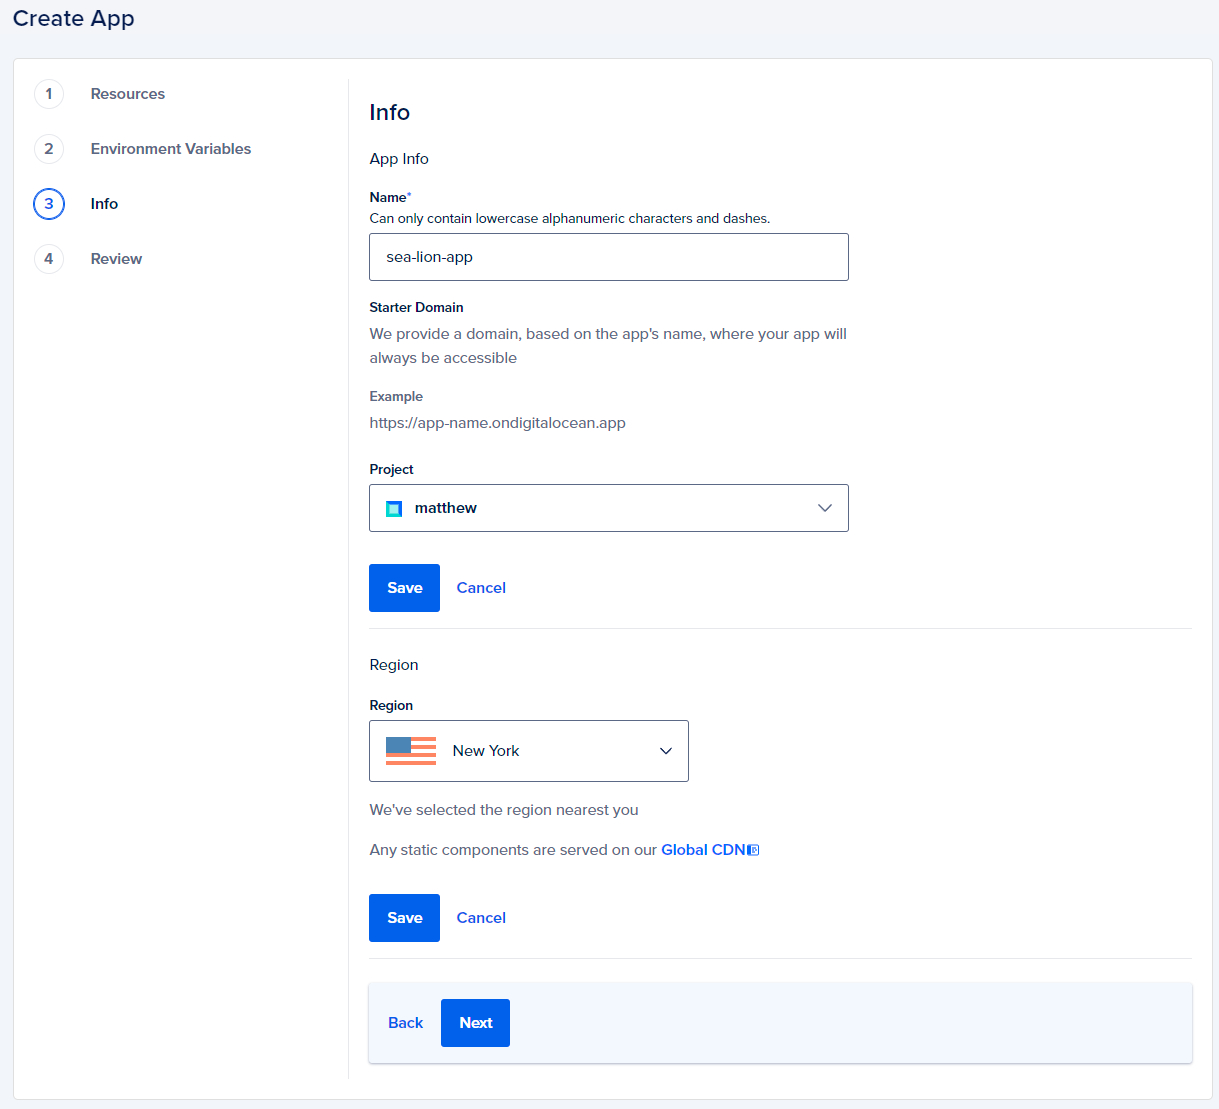 Create App
1 Resources
2 Environment Variables
3 Info
4 Review
Info
App Info
Name*
Can only contain lowercase alphanumeric characters and dashes.
sea-lion-app
Starter Domain
We provide a domain, based on the app's name, where your app will
always be accessible
Example
https://app-name.ondigitalocean.app
Project
matthew
Save Cancel
Region
Region
New York
We've selected the region nearest you
Any static components are served on our Global CDN
Save Cancel
Back Next